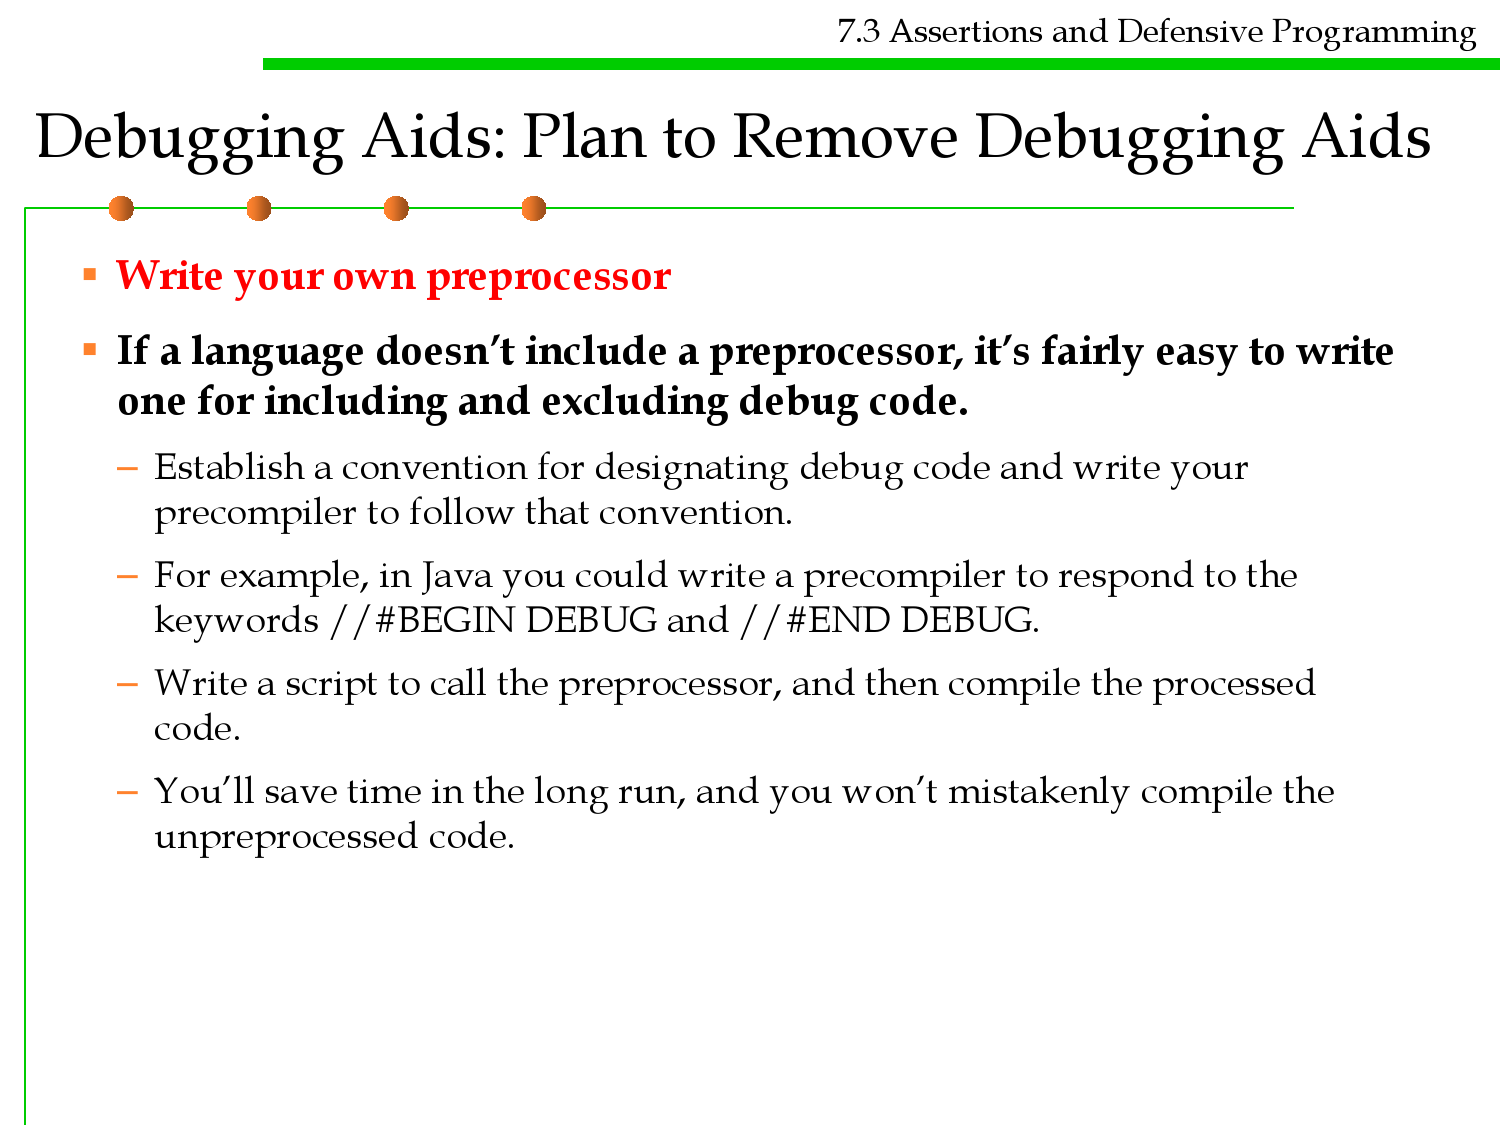 7.3 Assertions and Defensive Programming
Debugging Aids: Plan to Remove Debugging Aids
▪ Write your own preprocessor
▪ If a language doesn’t include a preprocessor, it’s fairly easy to write
one for including and excluding debug code.
– Establish a convention for designating debug code and write your
precompiler to follow that convention.
– For example, in Java you could write a precompiler to respond to the
keywords //#BEGIN DEBUG and //#END DEBUG.
– Write a script to call the preprocessor, and then compile the processed
code.
– You’ll save time in the long run, and you won’t mistakenly compile the
unpreprocessed code.